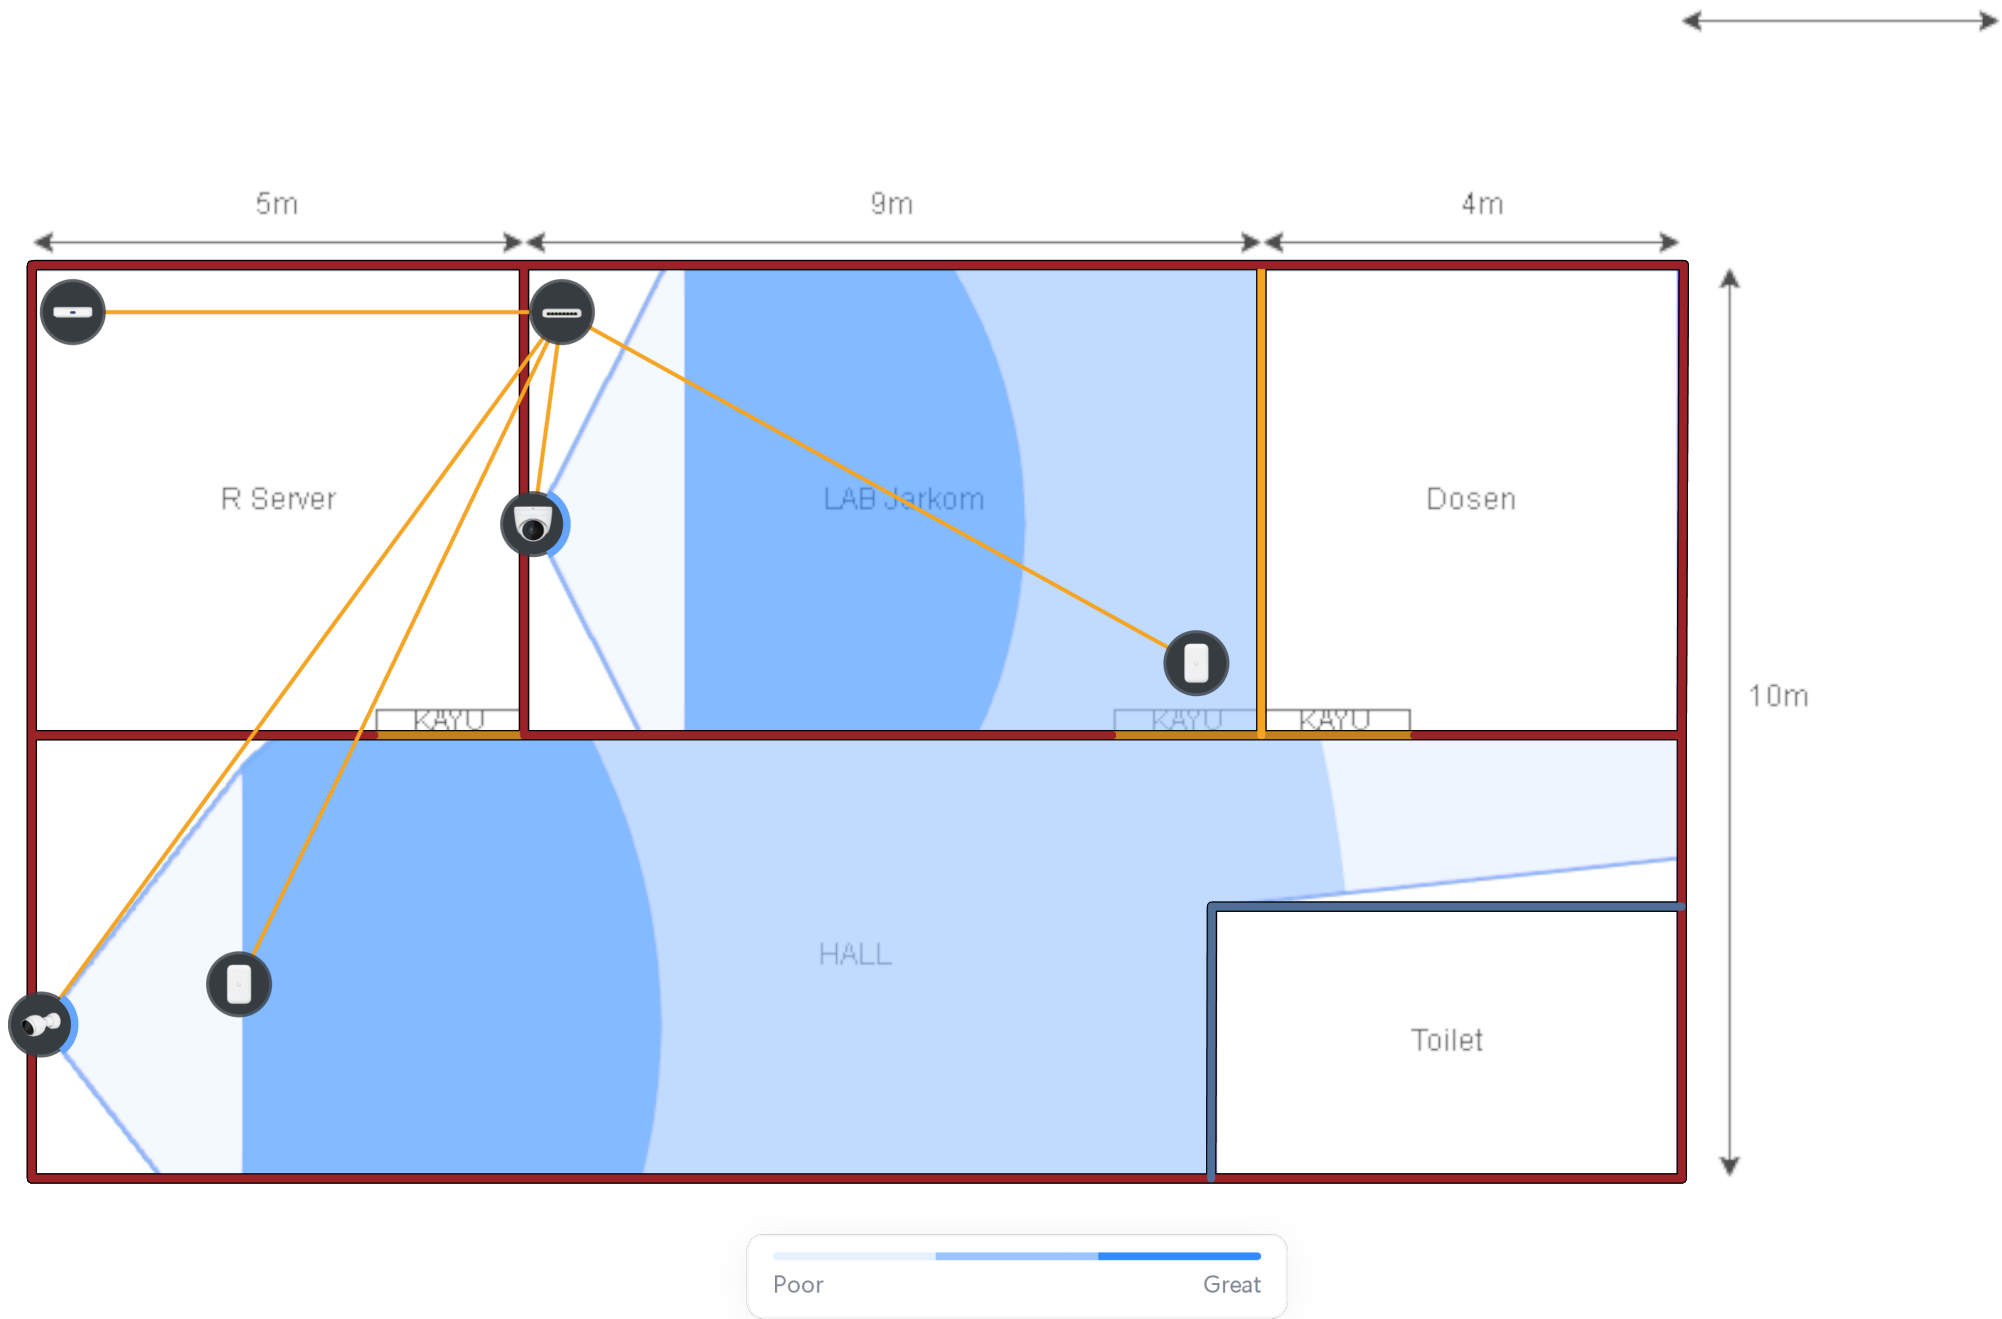 5m
9m
4m
R Server
LAB Jarkom
Dosen
10m
KAYU
KAYU
KAYU
HALL
Toilet
Poor
Great